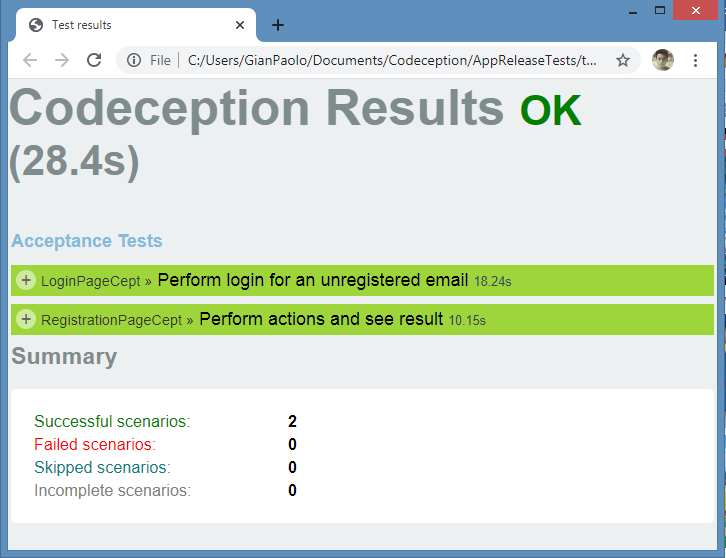 Test results
File C:/Users/GianPaolo/Documents/Codeception/AppReleaseTests/t...
Codeception Results OK
(28.4s)
Acceptance Tests
+ LoginPageCept » Perform login for an unregistered email 18.24s
+ RegistrationPageCept » Perform actions and see result 10.15s
Summary
Successful scenarios: 2
Failed scenarios: 0
Skipped scenarios: 0
Incomplete scenarios: 0